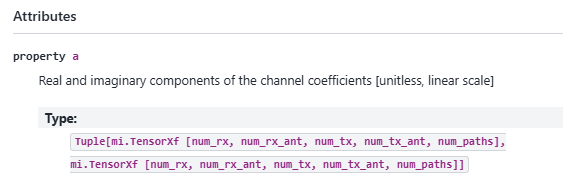 Attributes
property a
Real and imaginary components of the channel coefficients [unitless, linear scale]
Type:
Tuple[mi.TensorXf [num_rx, num_rx_ant, num_tx, num_tx_ant, num_paths],
mi.TensorXf [num_rx, num_rx_ant, num_tx, num_tx_ant, num_paths]]